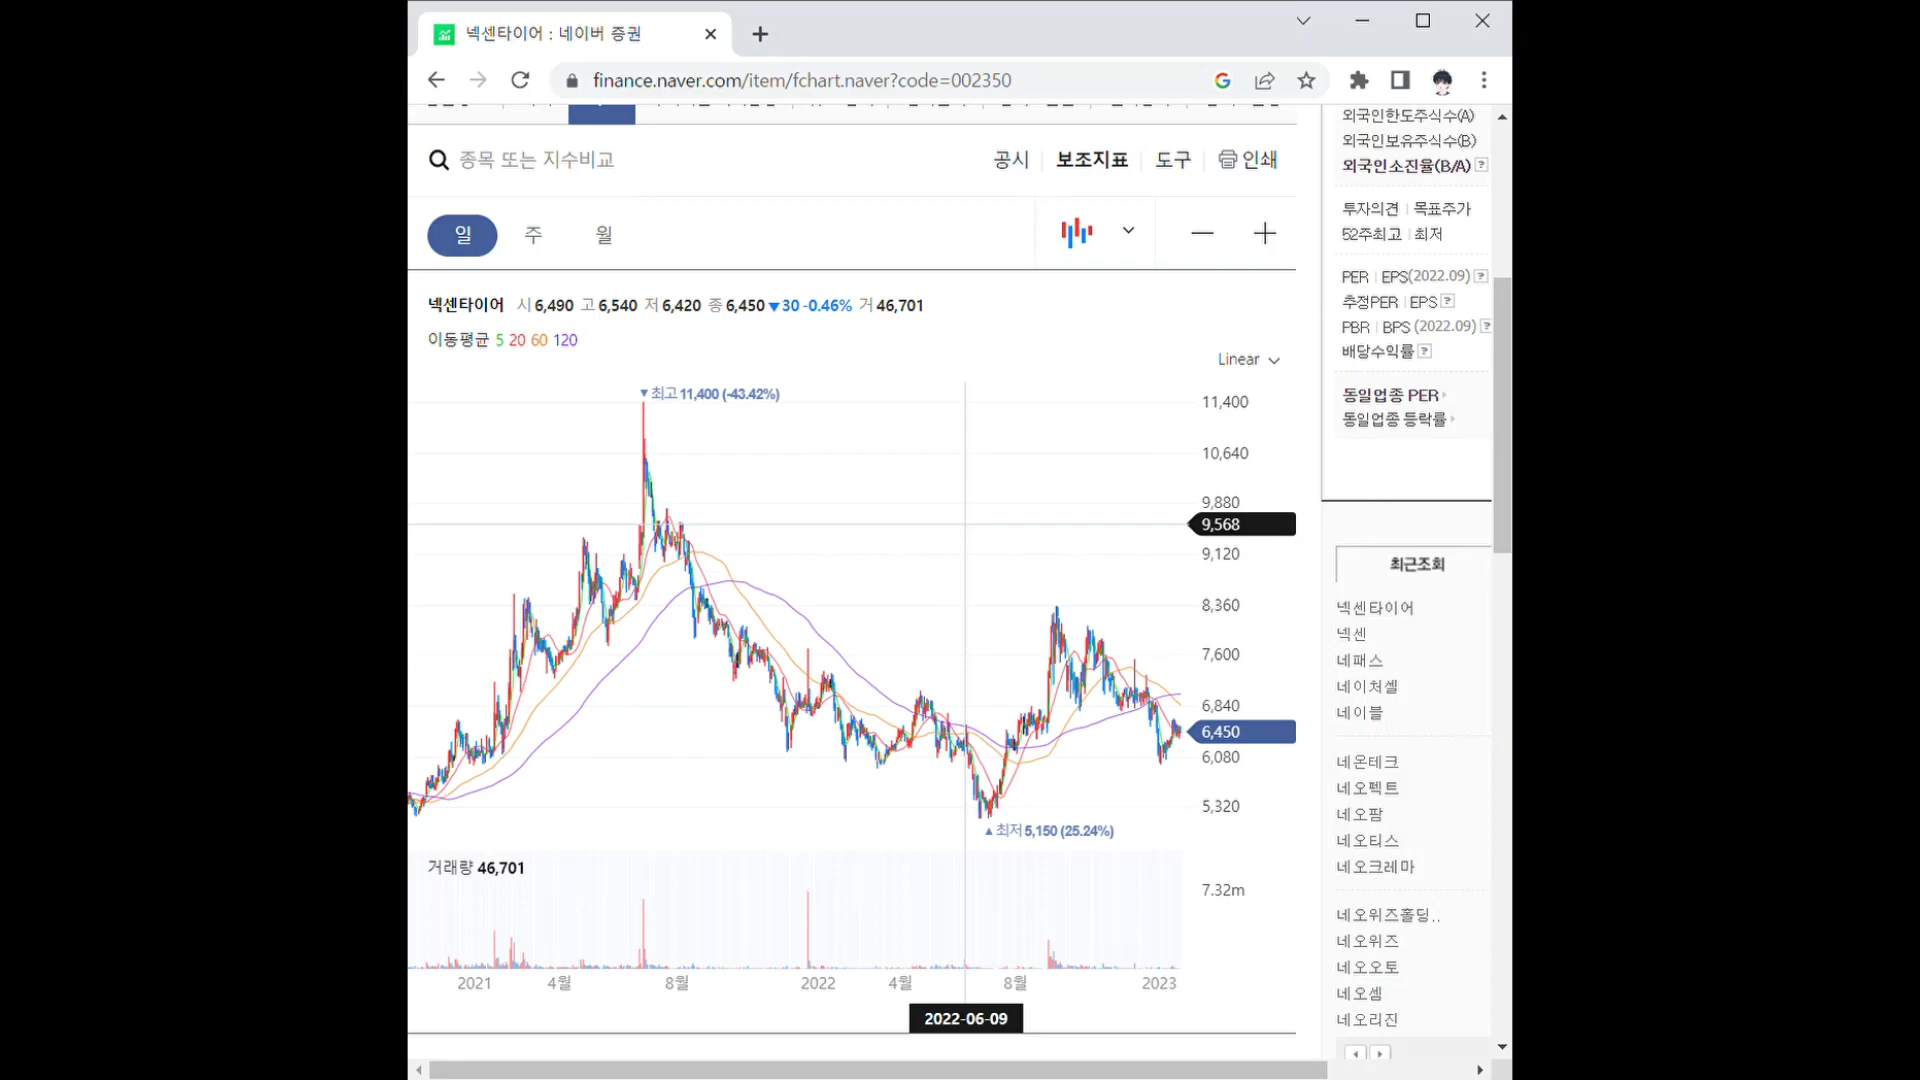 넥센타이어 : 네이버 증권
finance.naver.com/item/fchart.naver?code=002350
종목 또는 지수비교
공시 보조지표 도구 인쇄
일 주 월
넥센타이어 시 6,490 고 6,540 저 6,420 종 6,450 ▼30 -0.46% 거 46,701
이동평균 5 20 60 120
Linear
▼최고 11,400 (-43.42%)
11,400
10,640
9,880
9,568
9,120
8,360
7,600
6,840
6,450
6,080
5,320
▲최저 5,150 (25.24%)
거래량 46,701
7.32m
2021 4월 8월 2022 4월 8월 2023
2022-06-09
외국인한도주식수(A)
외국인보유주식수(B)
외국인소진율(B/A) ?
투자의견 | 목표주가
52주최고 | 최저
PER | EPS(2022.09) ?
추정PER | EPS ?
PBR | BPS (2022.09) ?
배당수익률 ?
동일업종 PER
동일업종 등락률
최근조회
넥센타이어
넥센
네패스
네이처셀
네이블
네온테크
네오펙트
네오팜
네오티스
네오크레마
네오위즈홀딩..
네오위즈
네오오토
네오셈
네오리진